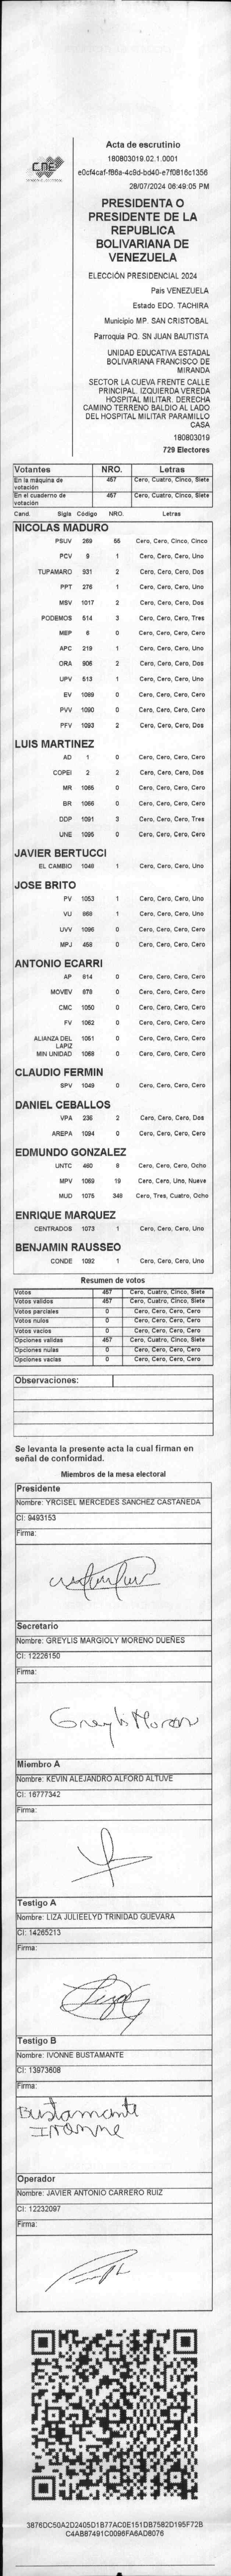 CNE
Acta de escrutinio
180803019.02.1.0001
e0cf4caf-f86a-4c9d-bd40-e7f0816c1356
28/07/2024 06:49:05 PM
PRESIDENTA O
PRESIDENTE DE LA
REPUBLICA
BOLIVARIANA DE
VENEZUELA
ELECCIÓN PRESIDENCIAL 2024
Pais VENEZUELA
Estado EDO. TACHIRA
Municipio MP. SAN CRISTOBAL
Parroquia PQ. SN JUAN BAUTISTA
UNIDAD EDUCATIVA ESTADAL
BOLIVARIANA FRANCISCO DE
MIRANDA
SECTOR LA CUEVA FRENTE CALLE
PRINCIPAL. IZQUIERDA VEREDA
HOSPITAL MILITAR. DERECHA
CAMINO TERRENO BALDIO AL LADO
DEL HOSPITAL MILITAR PARAMILLO
CASA
180803019
729 Electores
Votantes NRO. Letras
En la máquina de votación 457 Cero, Cuatro, Cinco, Siete
En el cuaderno de votación 457 Cero, Cuatro, Cinco, Siete
Cand. Sigla Código NRO. Letras
NICOLAS MADURO
PSUV 269 55 Cero, Cero, Cinco, Cinco
PCV 9 1 Cero, Cero, Cero, Uno
TUPAMARO 931 2 Cero, Cero, Cero, Dos
PPT 276 1 Cero, Cero, Cero, Uno
MSV 1017 2 Cero, Cero, Cero, Dos
PODEMOS 514 3 Cero, Cero, Cero, Tres
MEP 6 0 Cero, Cero, Cero, Cero
APC 219 1 Cero, Cero, Cero, Uno
ORA 906 2 Cero, Cero, Cero, Dos
UPV 513 1 Cero, Cero, Cero, Uno
EV 1089 0 Cero, Cero, Cero, Cero
PVV 1090 0 Cero, Cero, Cero, Cero
PFV 1093 2 Cero, Cero, Cero, Dos
LUIS MARTINEZ
AD 1 0 Cero, Cero, Cero, Cero
COPEI 2 2 Cero, Cero, Cero, Dos
MR 1065 0 Cero, Cero, Cero, Cero
BR 1066 0 Cero, Cero, Cero, Cero
DDP 1091 3 Cero, Cero, Cero, Tres
UNE 1095 0 Cero, Cero, Cero, Cero
JAVIER BERTUCCI
EL CAMBIO 1048 1 Cero, Cero, Cero, Uno
JOSE BRITO
PV 1053 1 Cero, Cero, Cero, Uno
VU 868 1 Cero, Cero, Cero, Uno
UVV 1096 0 Cero, Cero, Cero, Cero
MPJ 458 0 Cero, Cero, Cero, Cero
ANTONIO ECARRI
AP 814 0 Cero, Cero, Cero, Cero
MOVEV 878 0 Cero, Cero, Cero, Cero
CMC 1050 0 Cero, Cero, Cero, Cero
FV 1062 0 Cero, Cero, Cero, Cero
ALIANZA DEL LAPIZ 1051 0 Cero, Cero, Cero, Cero
MIN UNIDAD 1068 0 Cero, Cero, Cero, Cero
CLAUDIO FERMIN
SPV 1049 0 Cero, Cero, Cero, Cero
DANIEL CEBALLOS
VPA 236 2 Cero, Cero, Cero, Dos
AREPA 1094 0 Cero, Cero, Cero, Cero
EDMUNDO GONZALEZ
UNTC 460 8 Cero, Cero, Cero, Ocho
MPV 1069 19 Cero, Cero, Uno, Nueve
MUD 1075 348 Cero, Tres, Cuatro, Ocho
ENRIQUE MARQUEZ
CENTRADOS 1073 1 Cero, Cero, Cero, Uno
BENJAMIN RAUSSEO
CONDE 1092 1 Cero, Cero, Cero, Uno
Resumen de votos
Votos 457 Cero, Cuatro, Cinco, Siete
Votos validos 457 Cero, Cuatro, Cinco, Siete
Votos parciales 0 Cero, Cero, Cero, Cero
Votos nulos 0 Cero, Cero, Cero, Cero
Votos vacios 0 Cero, Cero, Cero, Cero
Opciones validas 457 Cero, Cuatro, Cinco, Siete
Opciones nulas 0 Cero, Cero, Cero, Cero
Opciones vacias 0 Cero, Cero, Cero, Cero
Observaciones:
Se levanta la presente acta la cual firman en
señal de conformidad.
Miembros de la mesa electoral
Presidente
Nombre: YRCISEL MERCEDES SANCHEZ CASTAÑEDA
CI: 9493153
Firma:
Secretario
Nombre: GREYLIS MARGIOLY MORENO DUEÑES
CI: 12226150
Firma:
Greylis Moreno
Miembro A
Nombre: KEVIN ALEJANDRO ALFORD ALTUVE
CI: 16777342
Firma:
Testigo A
Nombre: LIZA JULIEELYD TRINIDAD GUEVARA
CI: 14265213
Firma:
Liza
Testigo B
Nombre: IVONNE BUSTAMANTE
CI: 13973608
Firma:
Bustamante
Ivonne
Operador
Nombre: JAVIER ANTONIO CARRERO RUIZ
CI: 12232097
Firma:
3876DC50A2D2405D1B77AC0E151DB7582D195F72B
C4AB87491C0096FA6AD8076